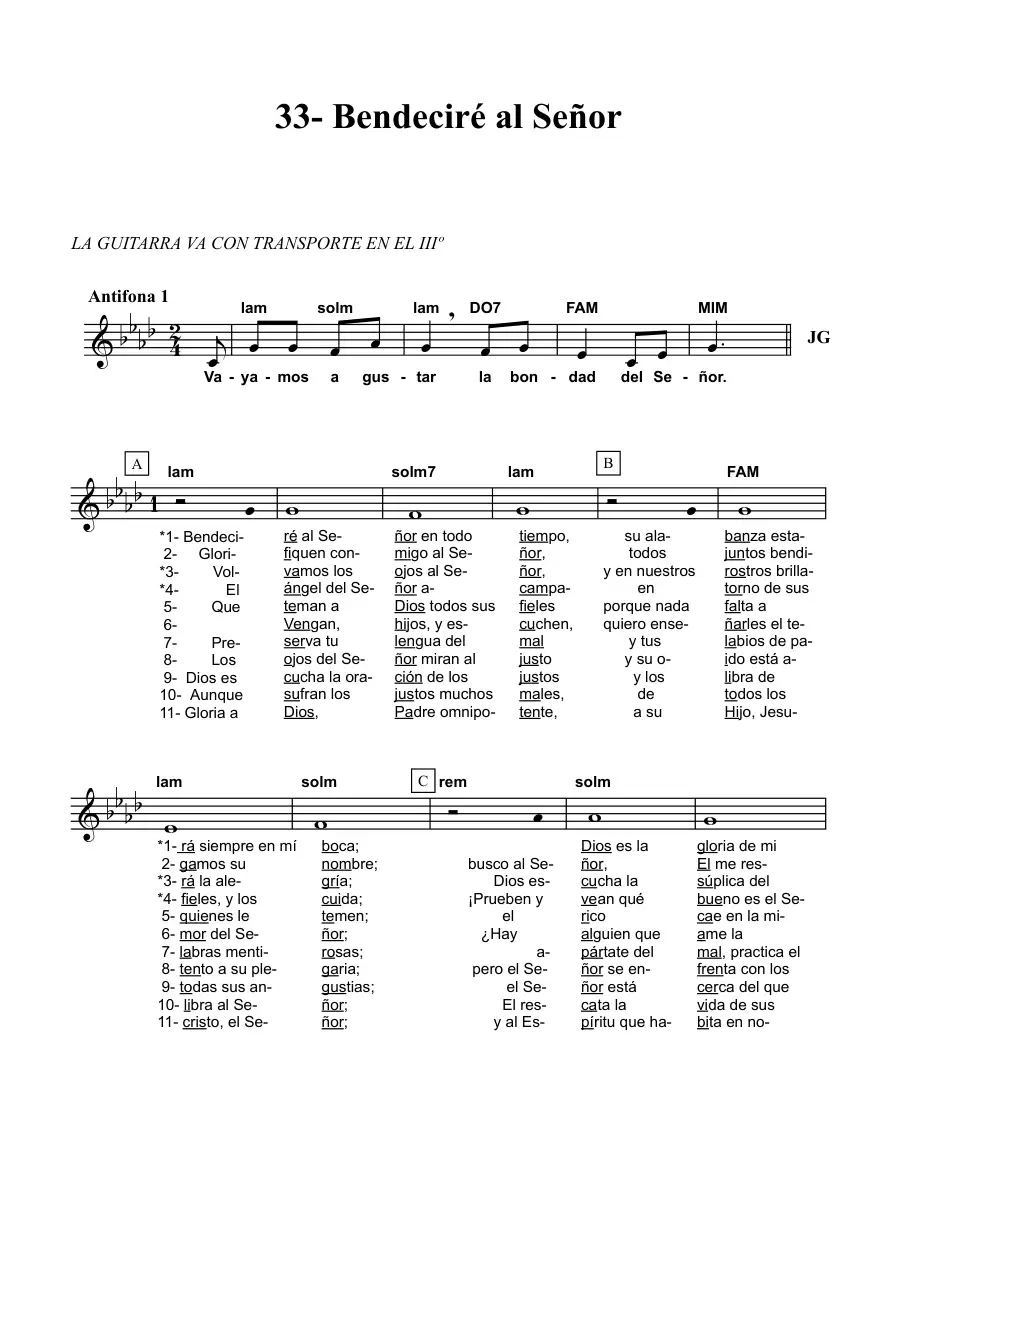 33- Bendeciré al Señor
LA GUITARRA VA CON TRANSPORTE EN EL IIIº
Antifona 1
lam solm lam , DO7 FAM MIM
2
4
JG
Va - ya - mos a gus - tar la bon - dad del Se - ñor.
A B
lam solm7 lam FAM
1
*1- Bendeci- ré al Se- ñor en todo tiempo, su ala- banza esta-
2- Glori- fiquen con- migo al Se- ñor, todos juntos bendi-
*3- Vol- vamos los ojos al Se- ñor, y en nuestros rostros brilla-
*4- El ángel del Se- ñor a- campa- en torno de sus
5- Que teman a Dios todos sus fieles porque nada falta a
6- Vengan, hijos, y es- cuchen, quiero ense- ñarles el te-
7- Pre- serva tu lengua del mal y tus labios de pa-
8- Los ojos del Se- ñor miran al justo y su o- ido está a-
9- Dios es cucha la ora- ción de los justos y los libra de
10- Aunque sufran los justos muchos males, de todos los
11- Gloria a Dios, Padre omnipo- tente, a su Hijo, Jesu-
lam solm C rem solm
*1- rá siempre en mí boca; Dios es la gloria de mi
2- gamos su nombre; busco al Se- ñor, El me res-
*3- rá la ale- gría; Dios es- cucha la súplica del
*4- fieles, y los cuida; ¡Prueben y vean qué bueno es el Se-
5- quienes le temen; el rico cae en la mi-
6- mor del Se- ñor; ¿Hay alguien que ame la
7- labras menti- rosas; a- pártate del mal, practica el
8- tento a su ple- garia; pero el Se- ñor se en- frenta con los
9- todas sus an- gustias; el Se- ñor está cerca del que
10- libra al Se- ñor; El res- cata la vida de sus
11- cristo, el Se- ñor; y al Es- píritu que ha- bita en no-